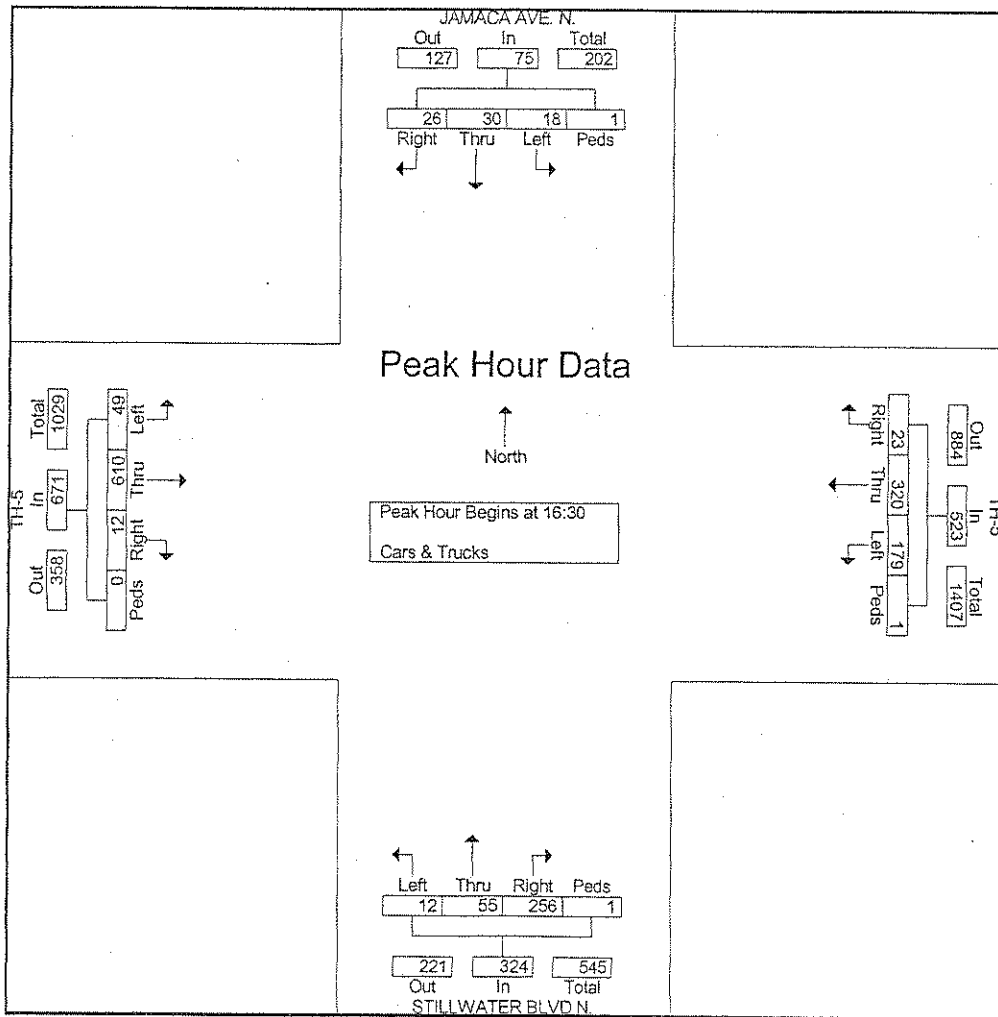 JAMACA AVE. N.
Out In Total
127 75 202
26 30 18 1
Right Thru Left Peds
Peak Hour Data
North
Peak Hour Begins at 16:30
Cars & Trucks
TH-5
Total In Out
1029 671 358
49 610 12 0
Left Thru Right Peds
Right Thru Left Peds
23 320 179 1
Out In Total
884 523 1407
TH-5
Left Thru Right Peds
12 55 256 1
221 324 545
Out In Total
STILLWATER BLVD N.